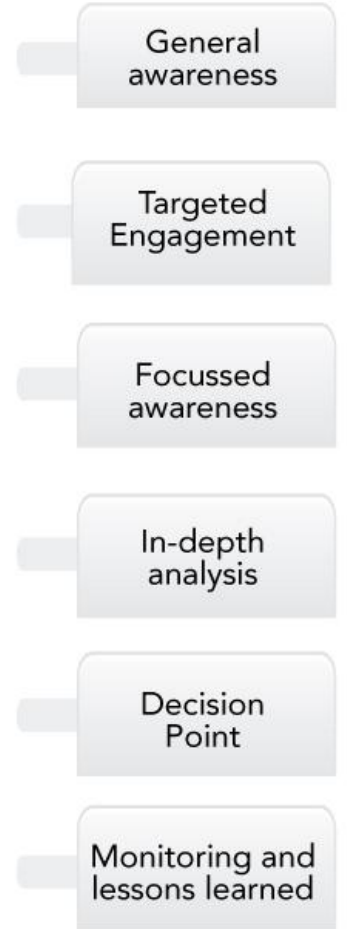 General
awareness
Targeted
Engagement
Focussed
awareness
In-depth
analysis
Decision
Point
Monitoring and
lessons learned